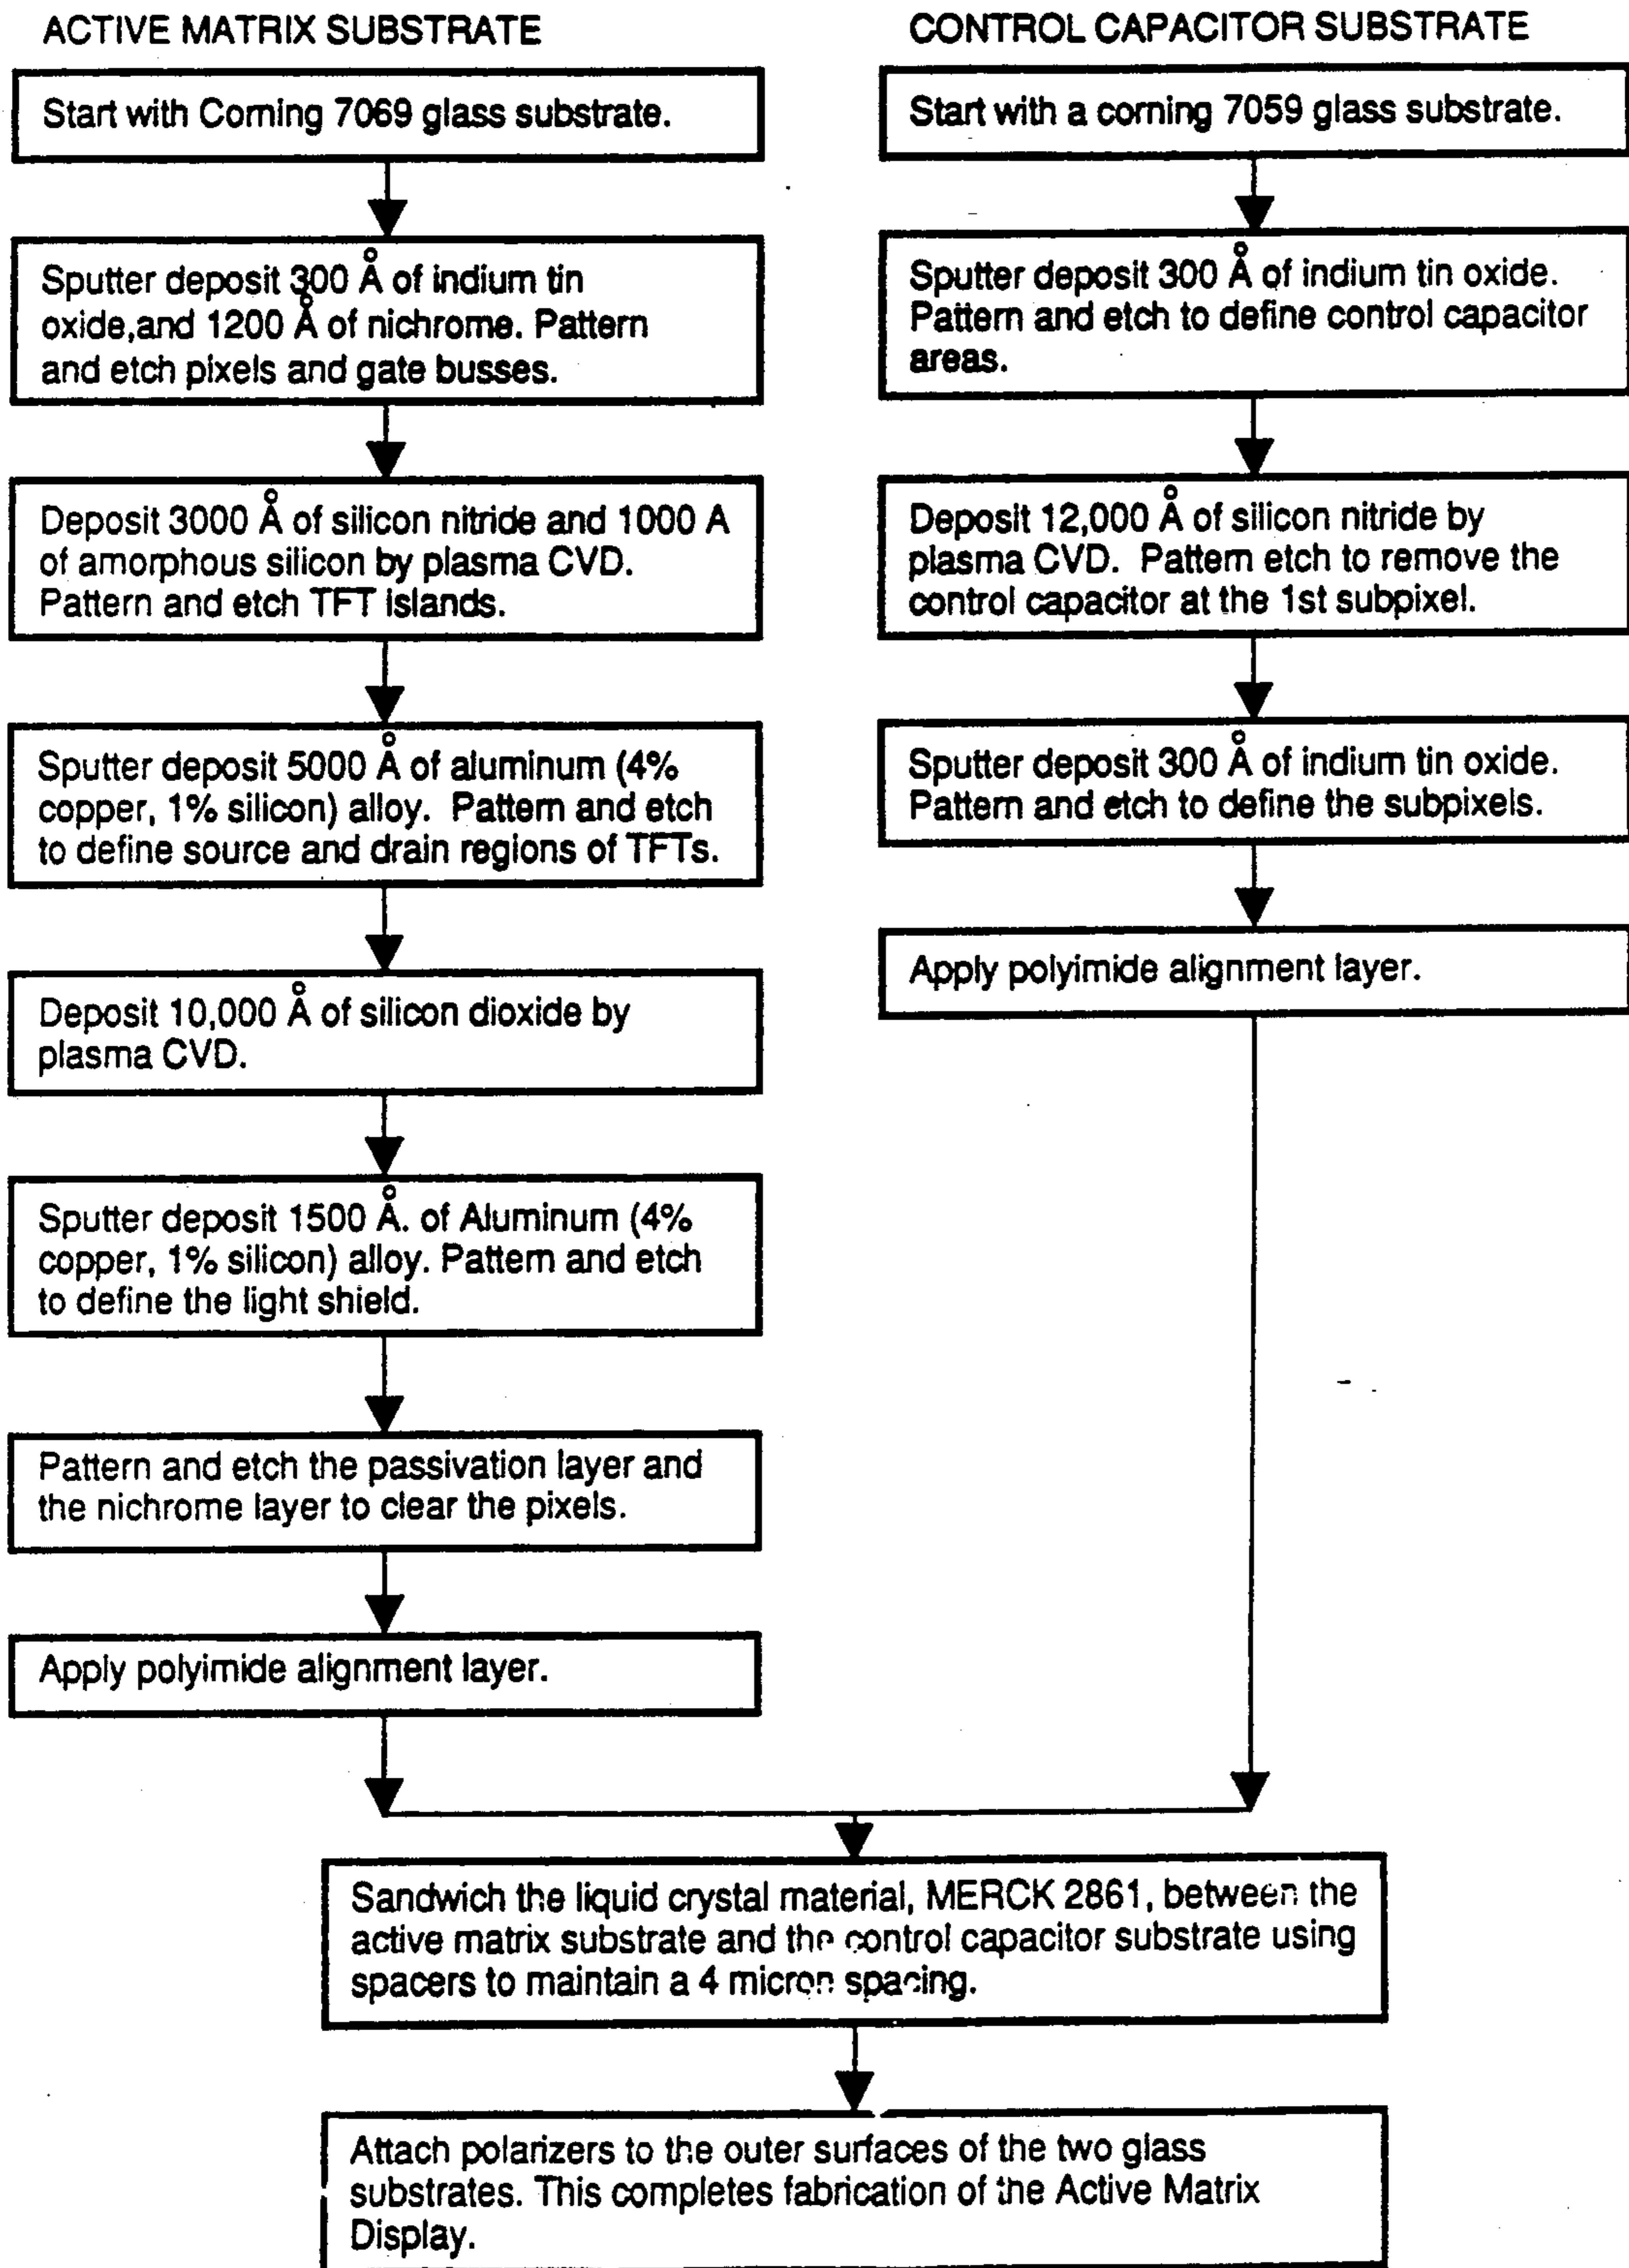 ACTIVE MATRIX SUBSTRATE
Start with Corning 7069 glass substrate.
Sputter deposit 300 Å of indium tin
oxide,and 1200 Å of nichrome. Pattern
and etch pixels and gate busses.
Deposit 3000 Å of silicon nitride and 1000 A
of amorphous silicon by plasma CVD.
Pattern and etch TFT islands.
Sputter deposit 5000 Å of aluminum (4%
copper, 1% silicon) alloy. Pattern and etch
to define source and drain regions of TFTs.
Deposit 10,000 Å of silicon dioxide by
plasma CVD.
Sputter deposit 1500 Å. of Aluminum (4%
copper, 1% silicon) alloy. Pattern and etch
to define the light shield.
Pattern and etch the passivation layer and
the nichrome layer to clear the pixels.
Apply polyimide alignment layer.
CONTROL CAPACITOR SUBSTRATE
Start with a corning 7059 glass substrate.
Sputter deposit 300 Å of indium tin oxide.
Pattern and etch to define control capacitor
areas.
Deposit 12,000 Å of silicon nitride by
plasma CVD. Pattern etch to remove the
control capacitor at the 1st subpixel.
Sputter deposit 300 Å of indium tin oxide.
Pattern and etch to define the subpixels.
Apply polyimide alignment layer.
Sandwich the liquid crystal material, MERCK 2861, between the
active matrix substrate and the control capacitor substrate using
spacers to maintain a 4 micron spacing.
Attach polarizers to the outer surfaces of the two glass
substrates. This completes fabrication of the Active Matrix
Display.